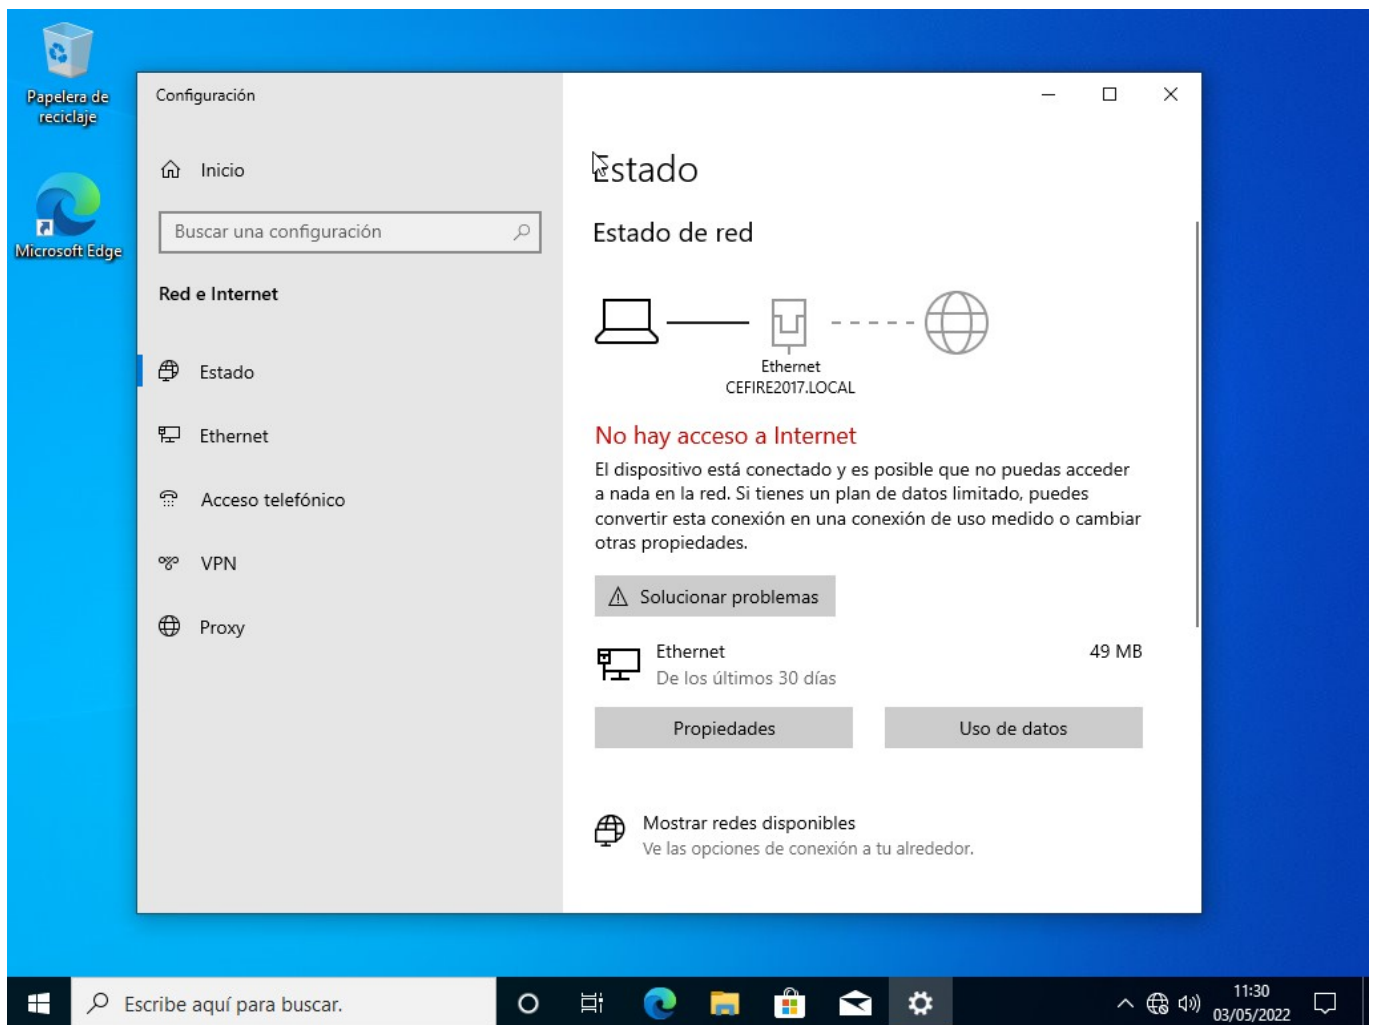 Papelera de
reciclaje
Microsoft Edge
Configuración
Inicio
Buscar una configuración
Red e Internet
Estado
Ethernet
Acceso telefónico
VPN
Proxy
Estado
Estado de red
Ethernet
CEFIRE2017.LOCAL
No hay acceso a Internet
El dispositivo está conectado y es posible que no puedas acceder
a nada en la red. Si tienes un plan de datos limitado, puedes
convertir esta conexión en una conexión de uso medido o cambiar
otras propiedades.
Solucionar problemas
Ethernet 49 MB
De los últimos 30 días
Propiedades Uso de datos
Mostrar redes disponibles
Ve las opciones de conexión a tu alrededor.
Escribe aquí para buscar.
11:30
03/05/2022